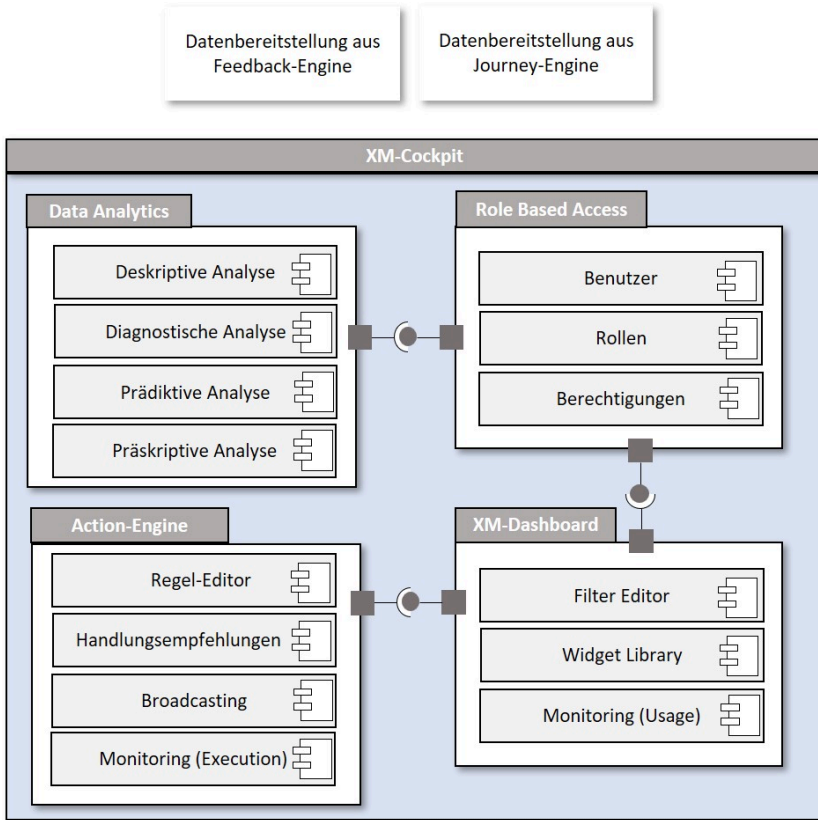 Datenbereitstellung aus
Feedback-Engine
Datenbereitstellung aus
Journey-Engine
XM-Cockpit
Data Analytics
Deskriptive Analyse
Diagnostische Analyse
Prädiktive Analyse
Präskriptive Analyse
Role Based Access
Benutzer
Rollen
Berechtigungen
Action-Engine
Regel-Editor
Handlungsempfehlungen
Broadcasting
Monitoring (Execution)
XM-Dashboard
Filter Editor
Widget Library
Monitoring (Usage)